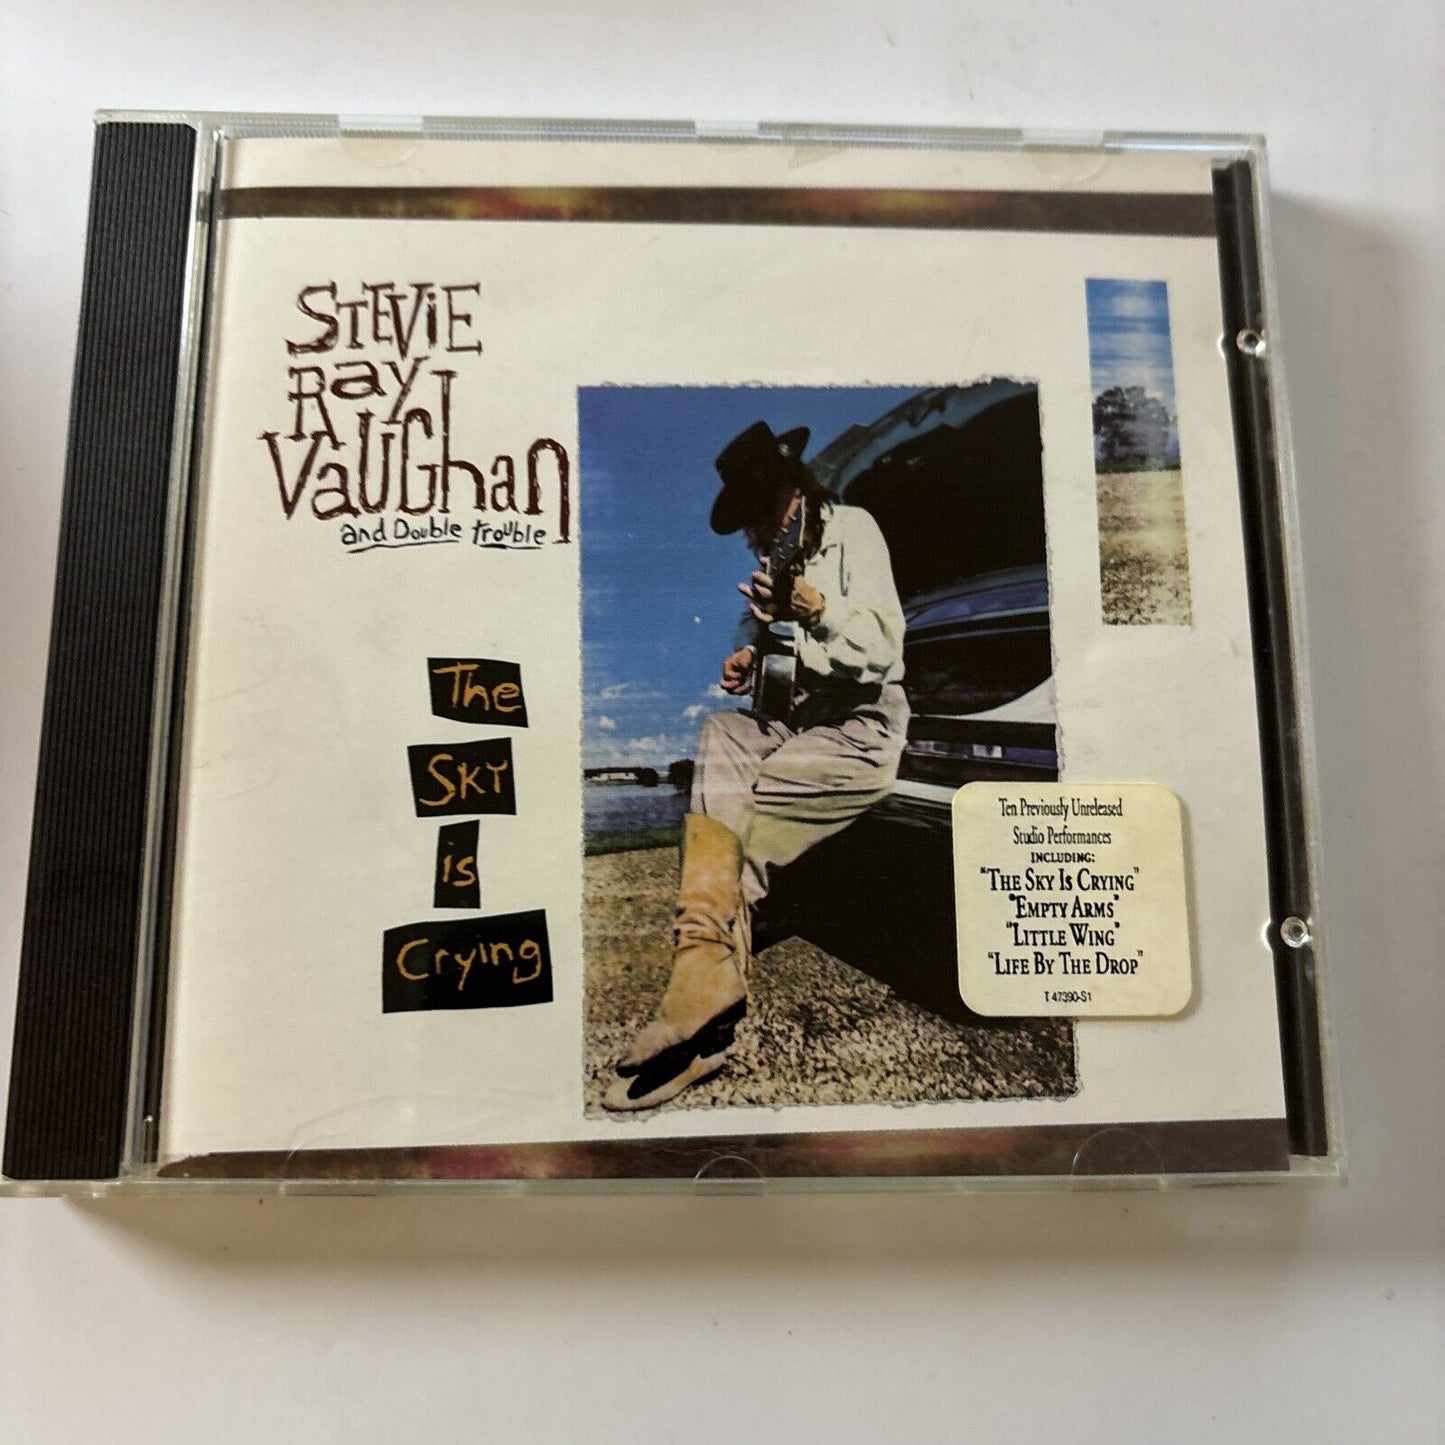 STEViE
RaY
VaUGhan
and Double trouble
The
SKY
is
Crying
Ten Previously Unreleased
Studio Performances
INCLUDING:
"THE SKY IS CRYING"
"EMPTY ARMS"
"LITTLE WING"
"LIFE BY THE DROP"
T 47390-S1